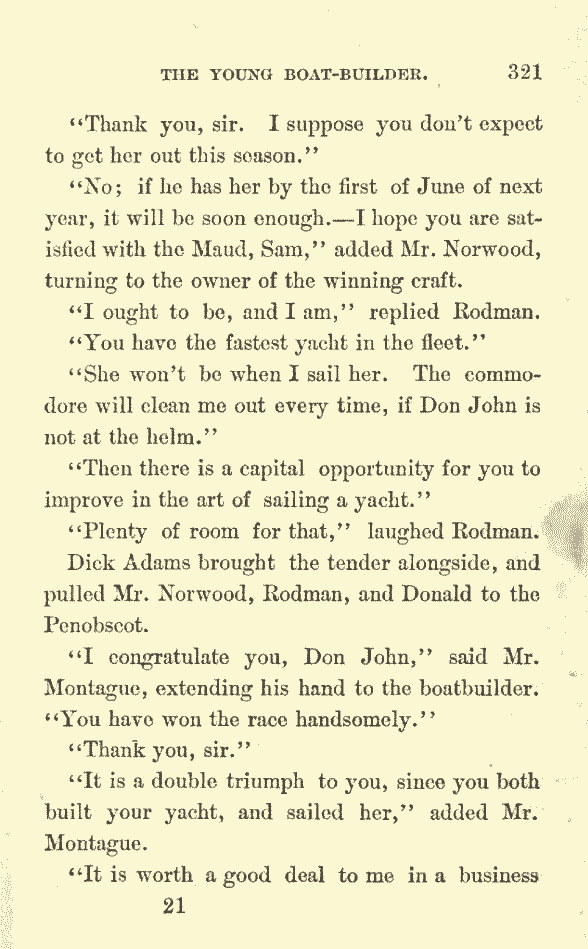 THE YOUNG BOAT-BUILDER. 321
“Thank you, sir. I suppose you don’t expect
to get her out this season.”
“No; if he has her by the first of June of next
year, it will be soon enough.—I hope you are sat-
isfied with the Maud, Sam,” added Mr. Norwood,
turning to the owner of the winning craft.
“I ought to be, and I am,” replied Rodman.
“You have the fastest yacht in the fleet.”
“She won’t be when I sail her. The commo-
dore will clean me out every time, if Don John is
not at the helm.”
“Then there is a capital opportunity for you to
improve in the art of sailing a yacht.”
“Plenty of room for that,” laughed Rodman.
Dick Adams brought the tender alongside, and
pulled Mr. Norwood, Rodman, and Donald to the
Penobscot.
“I congratulate you, Don John,” said Mr.
Montague, extending his hand to the boatbuilder.
“You have won the race handsomely.”
“Thank you, sir.”
“It is a double triumph to you, since you both
built your yacht, and sailed her,” added Mr.
Montague.
“It is worth a good deal to me in a business
21